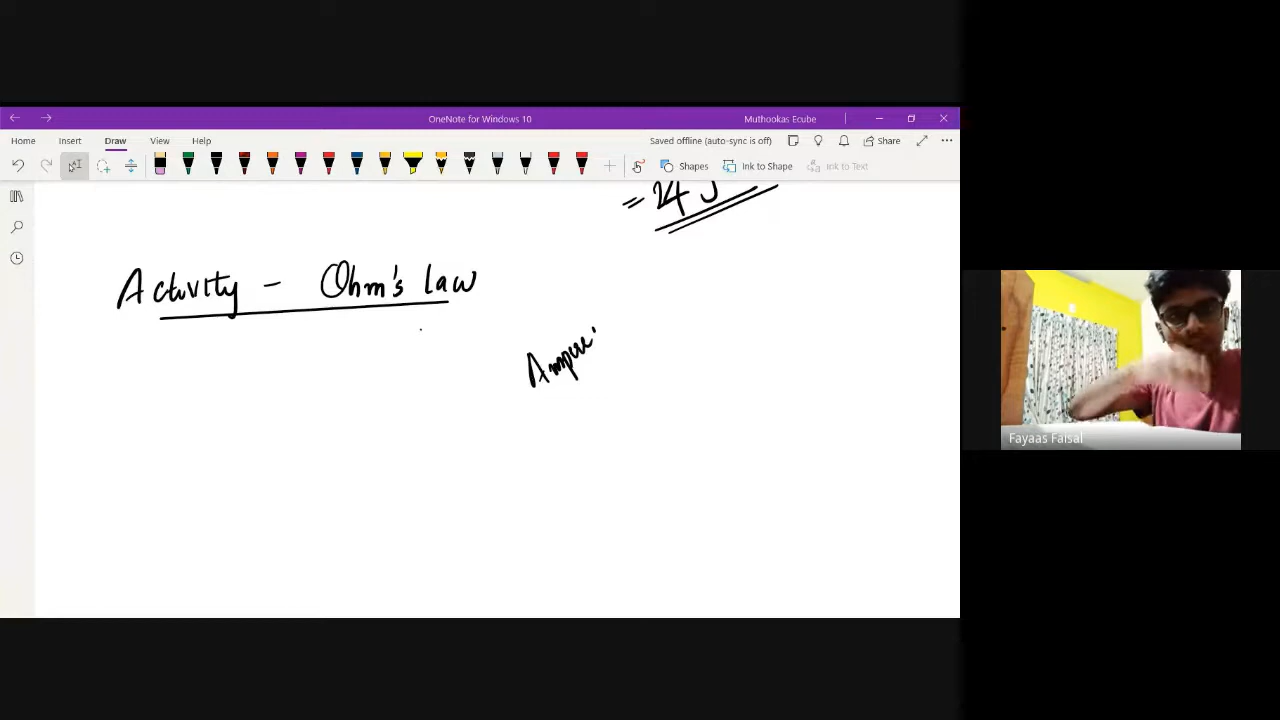 OneNote for Windows 10
Muthookas Ecube
Home Insert Draw View Help
Saved offline (auto-sync is off)
Share
Shapes
Ink to Shape
Ink to Text
= 24 J
Activity - Ohm's law
Ampere
Fayaas Faisal